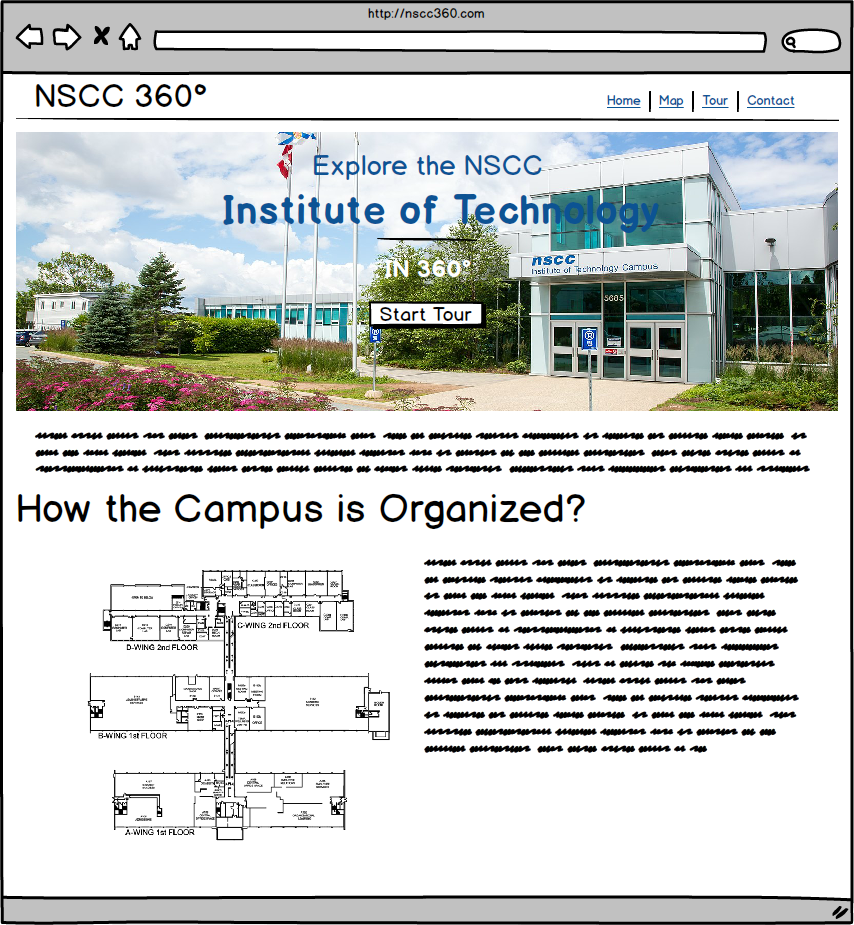 http://nscc360.com
NSCC 360°
Home | Map | Tour | Contact
Explore the NSCC
Institute of Technology
IN 360°
Start Tour
nscc
Institute of Technology Campus
5685
How the Campus is Organized?
C-WING 2nd FLOOR
D-WING 2nd FLOOR
B-WING 1st FLOOR
A-WING 1st FLOOR